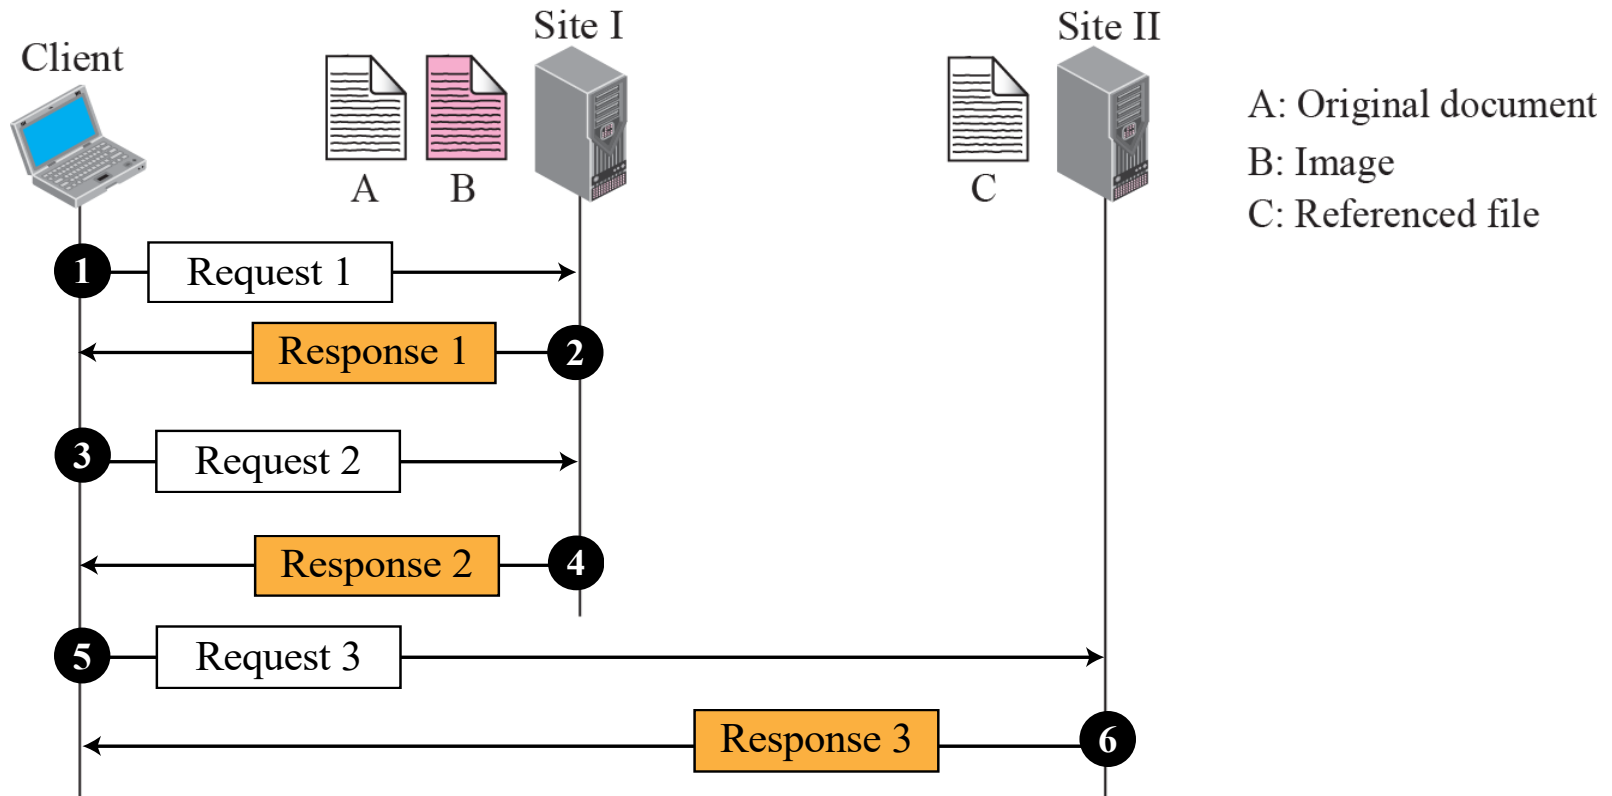 Client
Site I
Site II
A
B
C
A: Original document
B: Image
C: Referenced file
1
Request 1
Response 1
2
3
Request 2
Response 2
4
5
Request 3
Response 3
6